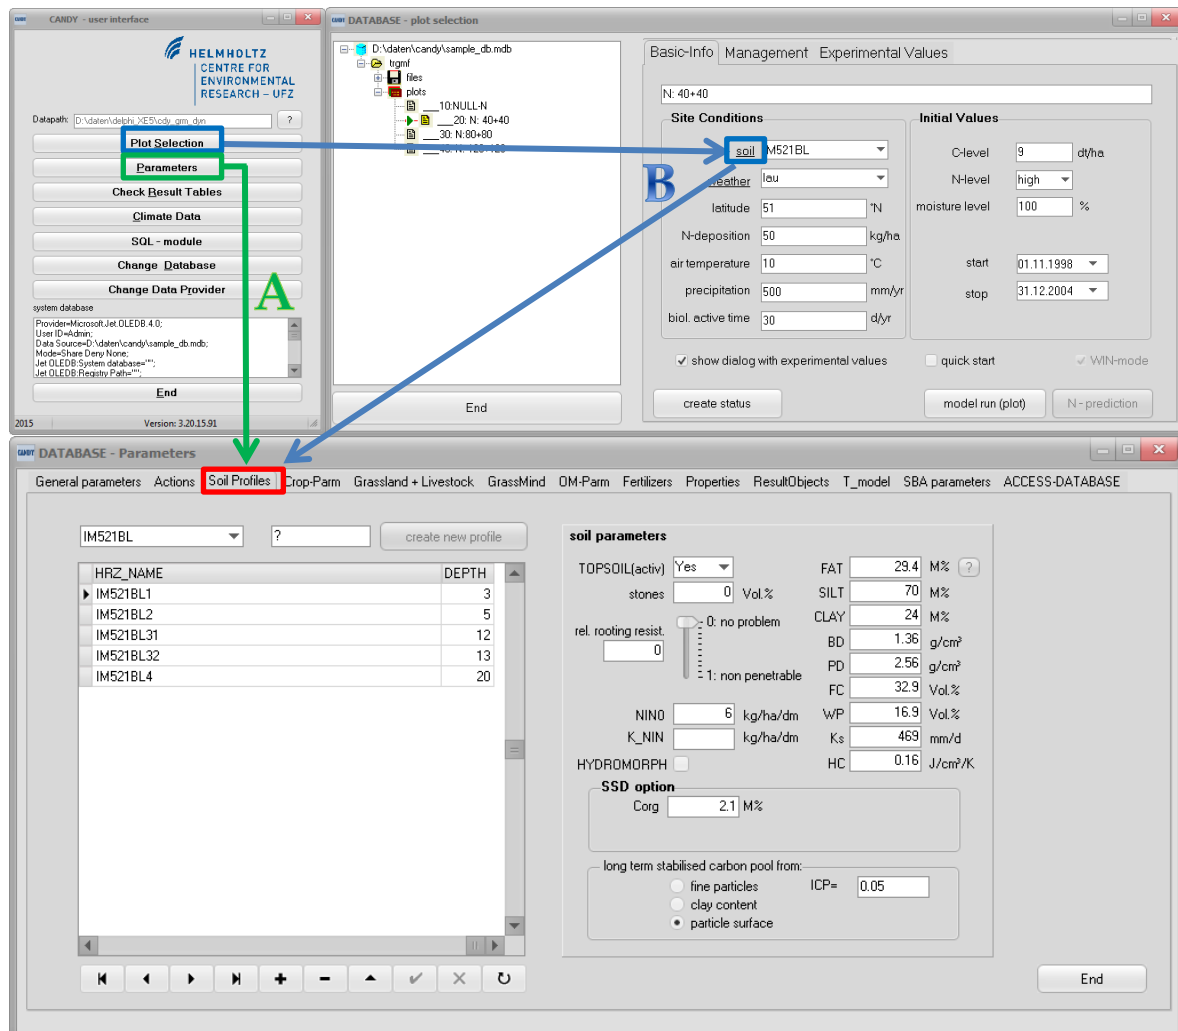 CANDY CANDY - user interface
HELMHOLTZ
CENTRE FOR
ENVIRONMENTAL
RESEARCH – UFZ
Datapath: D:\daten\delphi_XE5\cdy_gm_dyn ?
Plot Selection
Parameters
Check Result Tables
Climate Data
SQL - module
Change Database
Change Data Provider
system database
Provider=Microsoft.Jet.OLEDB.4.0;
User ID=Admin;
Data Source=D:\daten\candy\sample_db.mdb;
Mode=Share Deny None;
Jet OLEDB:System database="";
Jet OLEDB:Registry Path="";
End
2015 Version: 3.20.15.91
A
CANDY DATABASE - plot selection
D:\daten\candy\sample_db.mdb
trgmf
files
plots
___10:NULL-N
___20: N: 40+40
___30: N:80+80
End
Basic-Info Management Experimental Values
N: 40+40
Site Conditions
soil IM521BL
weather lau
latitude 51 °N
N-deposition 50 kg/ha
air temperature 10 °C
precipitation 500 mm/yr
biol. active time 30 d/yr
B
Initial Values
C-level 9 dt/ha
N-level high
moisture level 100 %
start 01.11.1998
stop 31.12.2004
show dialog with experimental values quick start WIN-mode
create status model run (plot) N - prediction
CANDY DATABASE - Parameters
General parameters Actions Soil Profiles Crop-Parm Grassland + Livestock GrassMind OM-Parm Fertilizers Properties ResultObjects T_model SBA parameters ACCESS-DATABASE
IM521BL ? create new profile
HRZ_NAME DEPTH
IM521BL1 3
IM521BL2 5
IM521BL31 12
IM521BL32 13
IM521BL4 20
soil parameters
TOPSOIL(activ) Yes
stones 0 Vol.%
rel. rooting resist. 0
0: no problem
1: non penetrable
NIN0 6 kg/ha/dm
K_NIN kg/ha/dm
HYDROMORPH
FAT 29.4 M% ?
SILT 70 M%
CLAY 24 M%
BD 1.36 g/cm³
PD 2.56 g/cm³
FC 32.9 Vol.%
WP 16.9 Vol.%
Ks 469 mm/d
HC 0.16 J/cm³/K
SSD option
Corg 2.1 M%
long term stabilised carbon pool from:
fine particles ICP= 0.05
clay content
particle surface
End